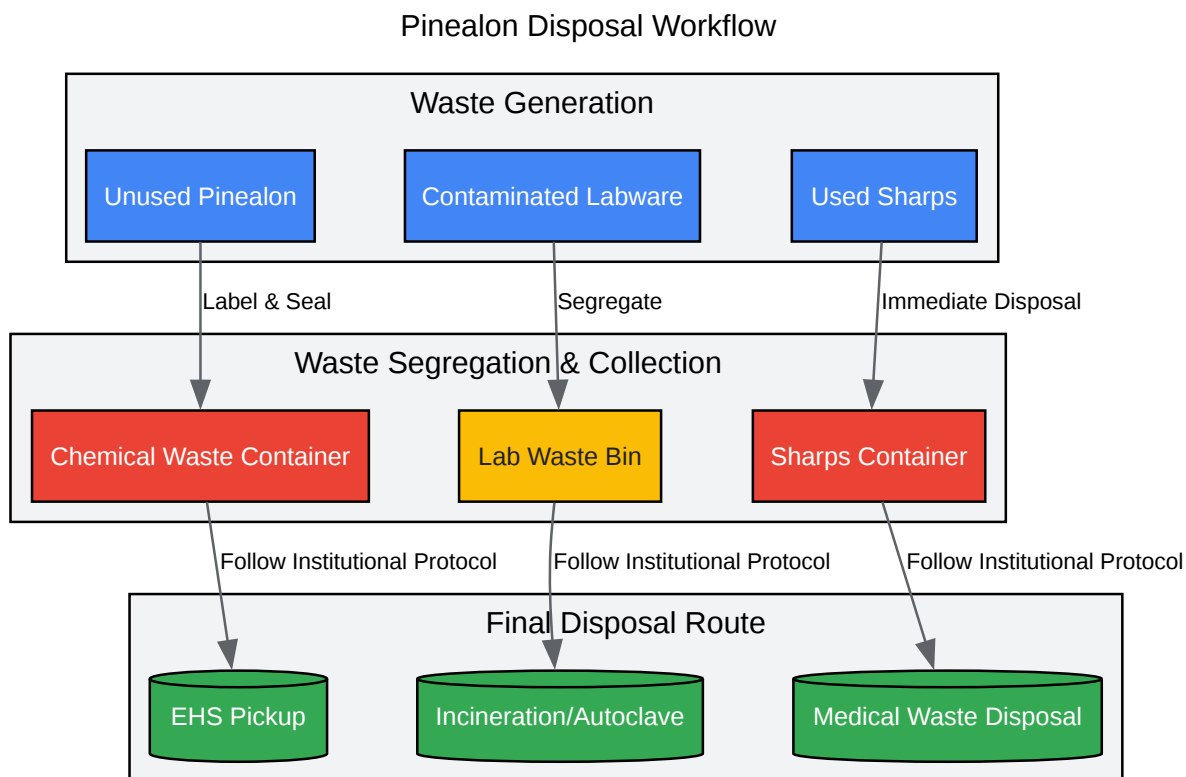 Pinealon Disposal Workflow
Waste Generation
Unused Pinealon
Contaminated Labware
Used Sharps
Label & Seal
Segregate
Immediate Disposal
Waste Segregation & Collection
Chemical Waste Container
Lab Waste Bin
Sharps Container
Follow Institutional Protocol
Follow Institutional Protocol
Follow Institutional Protocol
Final Disposal Route
EHS Pickup
Incineration/Autoclave
Medical Waste Disposal